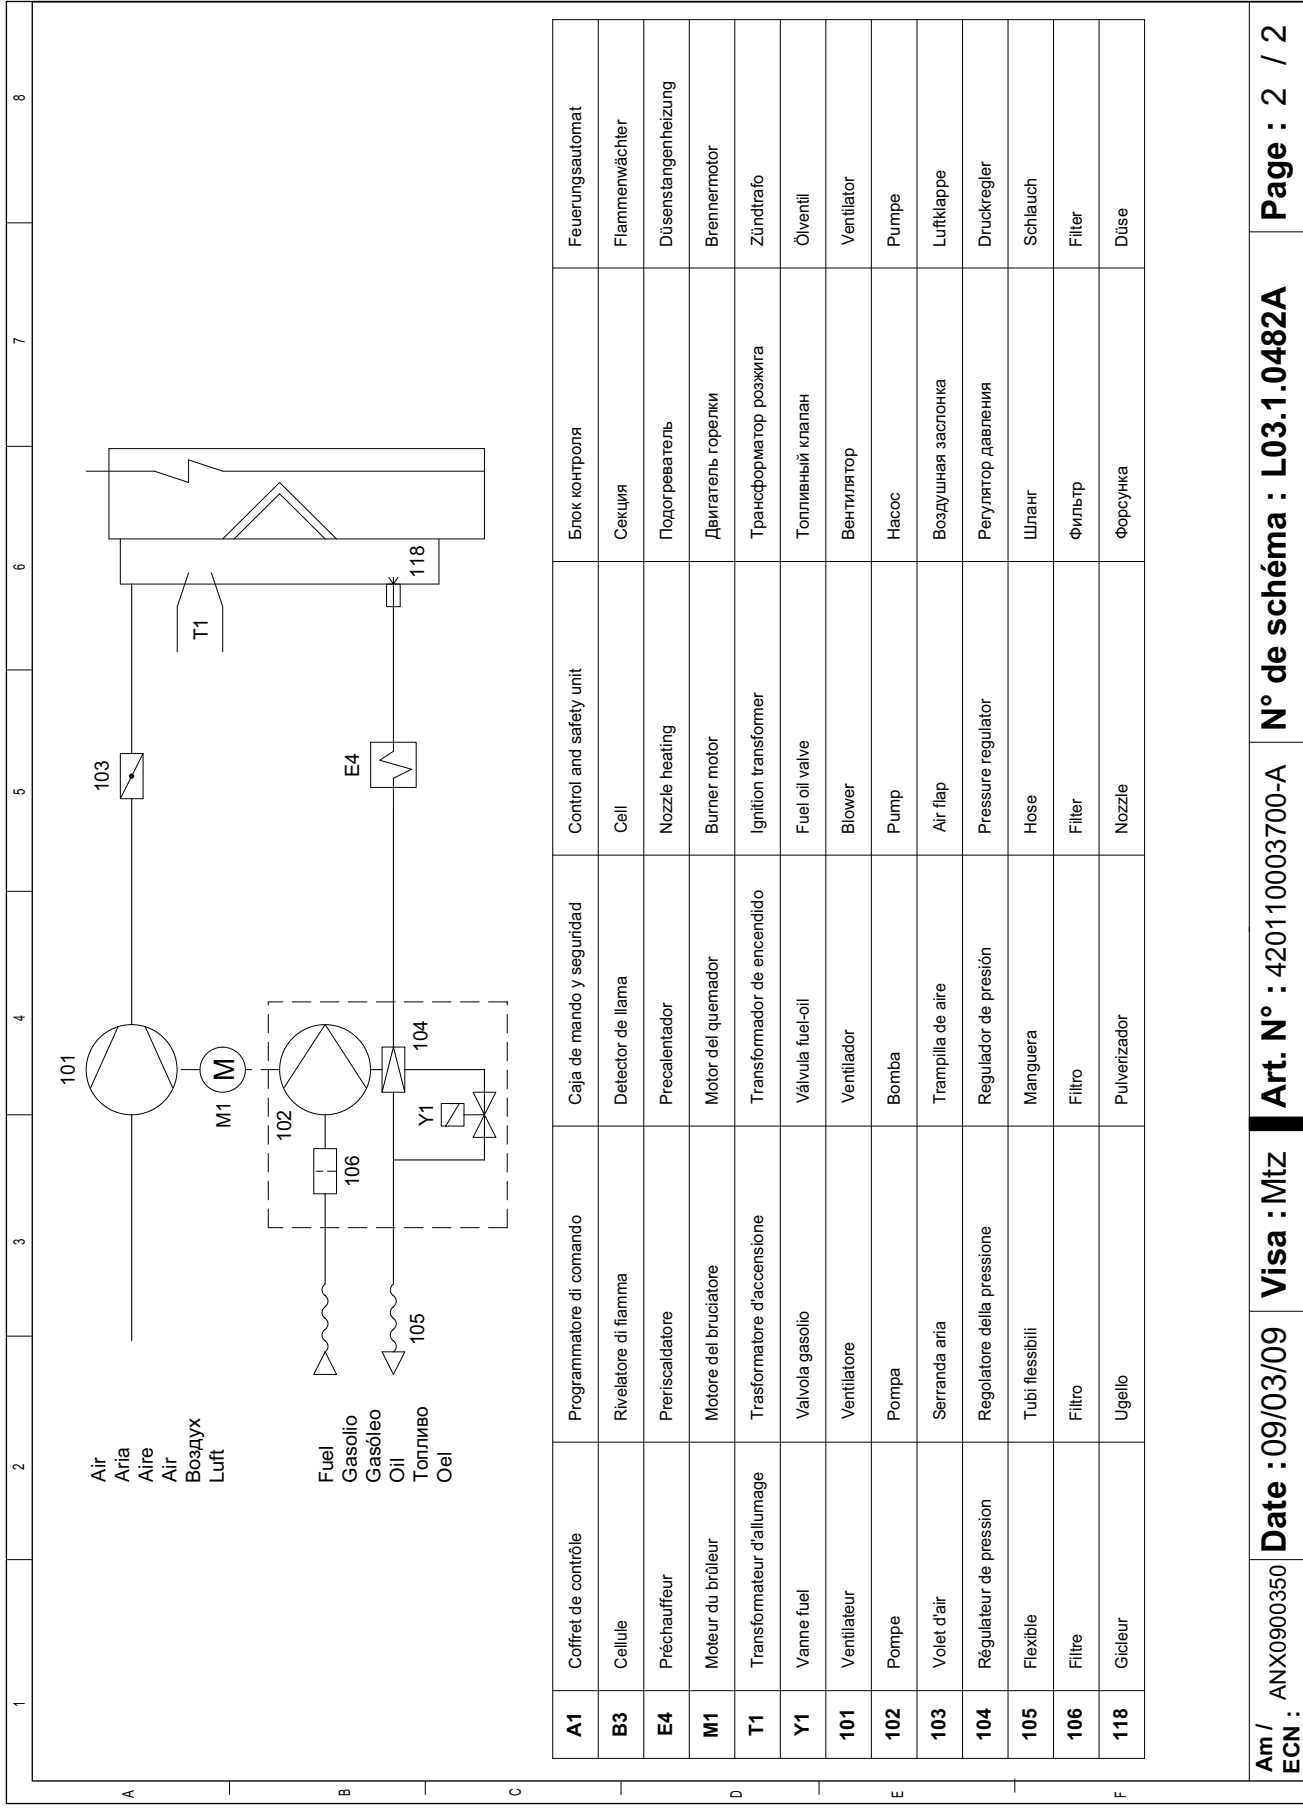 1 2 3 4 5 6 7 8
A
B
C
D
E
F
Air
Aria
Aire
Air
Воздух
Luft
101
103
T1
M
M1
Fuel
Gasolio
Gasóleo
Oil
Топливо
Oel
102
106
105
104
Y1
E4
118
A1 Coffret de contrôle Programmatore di comando Caja de mando y seguridad Control and safety unit Блок контроля Feuerungsautomat
B3 Cellule Rivelatore di fiamma Detector de llama Cell Секция Flammenwächter
E4 Préchauffeur Preriscaldatore Precalentador Nozzle heating Подогреватель Düsenstangenheizung
M1 Moteur du brûleur Motore del bruciatore Motor del quemador Burner motor Двигатель горелки Brennermotor
T1 Transformateur d'allumage Trasformatore d'accensione Transformador de encendido Ignition transformer Трансформатор розжига Zündtrafo
Y1 Vanne fuel Valvola gasolio Válvula fuel-oil Fuel oil valve Топливный клапан Ölventil
101 Ventilateur Ventilatore Ventilador Blower Вентилятор Ventilator
102 Pompe Pompa Bomba Pump Насос Pumpe
103 Volet d'air Serranda aria Trampilla de aire Air flap Воздушная заслонка Luftklappe
104 Régulateur de pression Regolatore della pressione Regulador de presión Pressure regulator Регулятор давления Druckregler
105 Flexible Tubi flessibili Manguera Hose Шланг Schlauch
106 Filtre Filtro Filtro Filter Фильтр Filter
118 Gicleur Ugello Pulverizador Nozzle Форсунка Düse
Am /
ECN : ANX0900350 Date :09/03/09 Visa :Mtz Art. N° : 420110003700-A N° de schéma : L03.1.0482A Page : 2 / 2